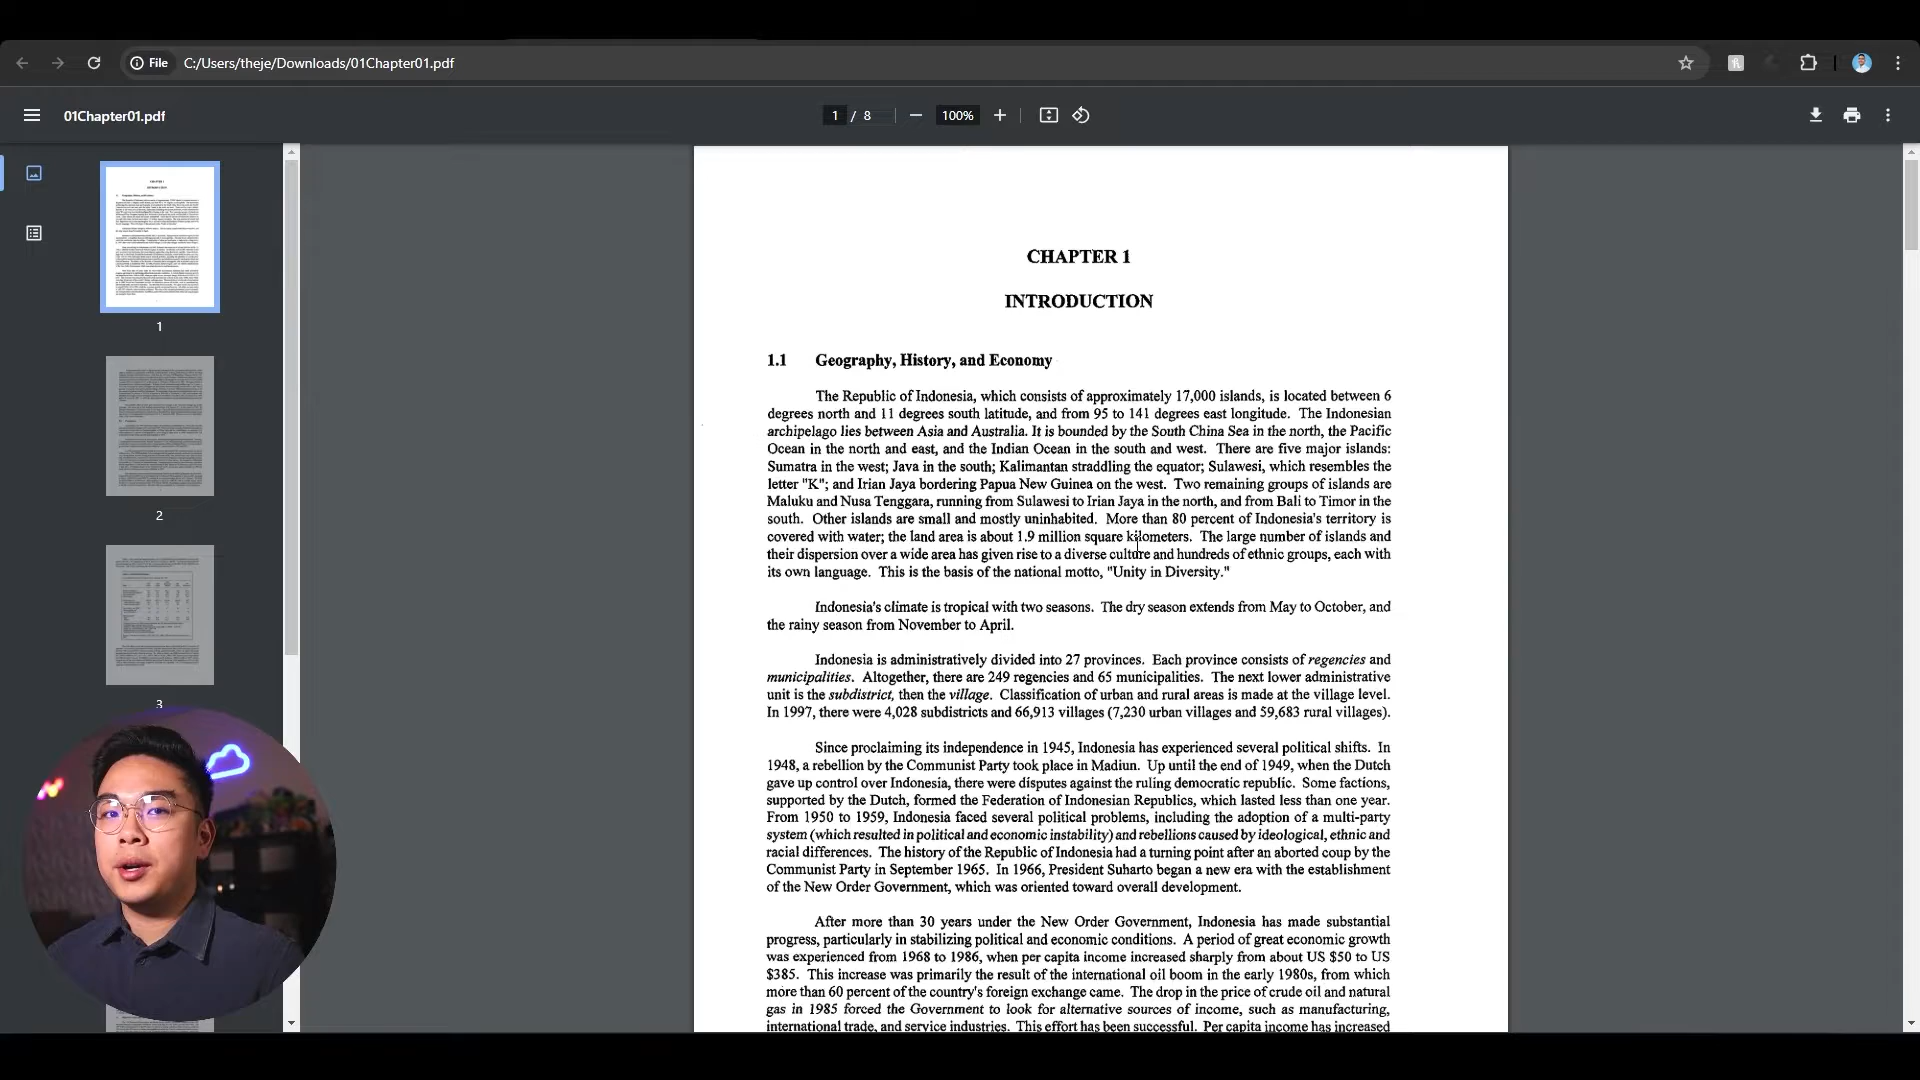 File
C:/Users/theje/Downloads/01Chapter01.pdf
01Chapter01.pdf
1 / 8
100%
1
2
3
CHAPTER 1
INTRODUCTION
1.1 Geography, History, and Economy
The Republic of Indonesia, which consists of approximately 17,000 islands, is located between 6
degrees north and 11 degrees south latitude, and from 95 to 141 degrees east longitude. The Indonesian
archipelago lies between Asia and Australia. It is bounded by the South China Sea in the north, the Pacific
Ocean in the north and east, and the Indian Ocean in the south and west. There are five major islands:
Sumatra in the west; Java in the south; Kalimantan straddling the equator; Sulawesi, which resembles the
letter "K"; and Irian Jaya bordering Papua New Guinea on the west. Two remaining groups of islands are
Maluku and Nusa Tenggara, running from Sulawesi to Irian Jaya in the north, and from Bali to Timor in the
south. Other islands are small and mostly uninhabited. More than 80 percent of Indonesia's territory is
covered with water; the land area is about 1.9 million square kilometers. The large number of islands and
their dispersion over a wide area has given rise to a diverse culture and hundreds of ethnic groups, each with
its own language. This is the basis of the national motto, "Unity in Diversity."
Indonesia's climate is tropical with two seasons. The dry season extends from May to October, and
the rainy season from November to April.
Indonesia is administratively divided into 27 provinces. Each province consists of regencies and
municipalities. Altogether, there are 249 regencies and 65 municipalities. The next lower administrative
unit is the subdistrict, then the village. Classification of urban and rural areas is made at the village level.
In 1997, there were 4,028 subdistricts and 66,913 villages (7,230 urban villages and 59,683 rural villages).
Since proclaiming its independence in 1945, Indonesia has experienced several political shifts. In
1948, a rebellion by the Communist Party took place in Madiun. Up until the end of 1949, when the Dutch
gave up control over Indonesia, there were disputes against the ruling democratic republic. Some factions,
supported by the Dutch, formed the Federation of Indonesian Republics, which lasted less than one year.
From 1950 to 1959, Indonesia faced several political problems, including the adoption of a multi-party
system (which resulted in political and economic instability) and rebellions caused by ideological, ethnic and
racial differences. The history of the Republic of Indonesia had a turning point after an aborted coup by the
Communist Party in September 1965. In 1966, President Suharto began a new era with the establishment
of the New Order Government, which was oriented toward overall development.
After more than 30 years under the New Order Government, Indonesia has made substantial
progress, particularly in stabilizing political and economic conditions. A period of great economic growth
was experienced from 1968 to 1986, when per capita income increased sharply from about US $50 to US
$385. This increase was primarily the result of the international oil boom in the early 1980s, from which
more than 60 percent of the country's foreign exchange came. The drop in the price of crude oil and natural
gas in 1985 forced the Government to look for alternative sources of income, such as manufacturing,
international trade, and service industries. This effort has been successful. Per capita income has increased